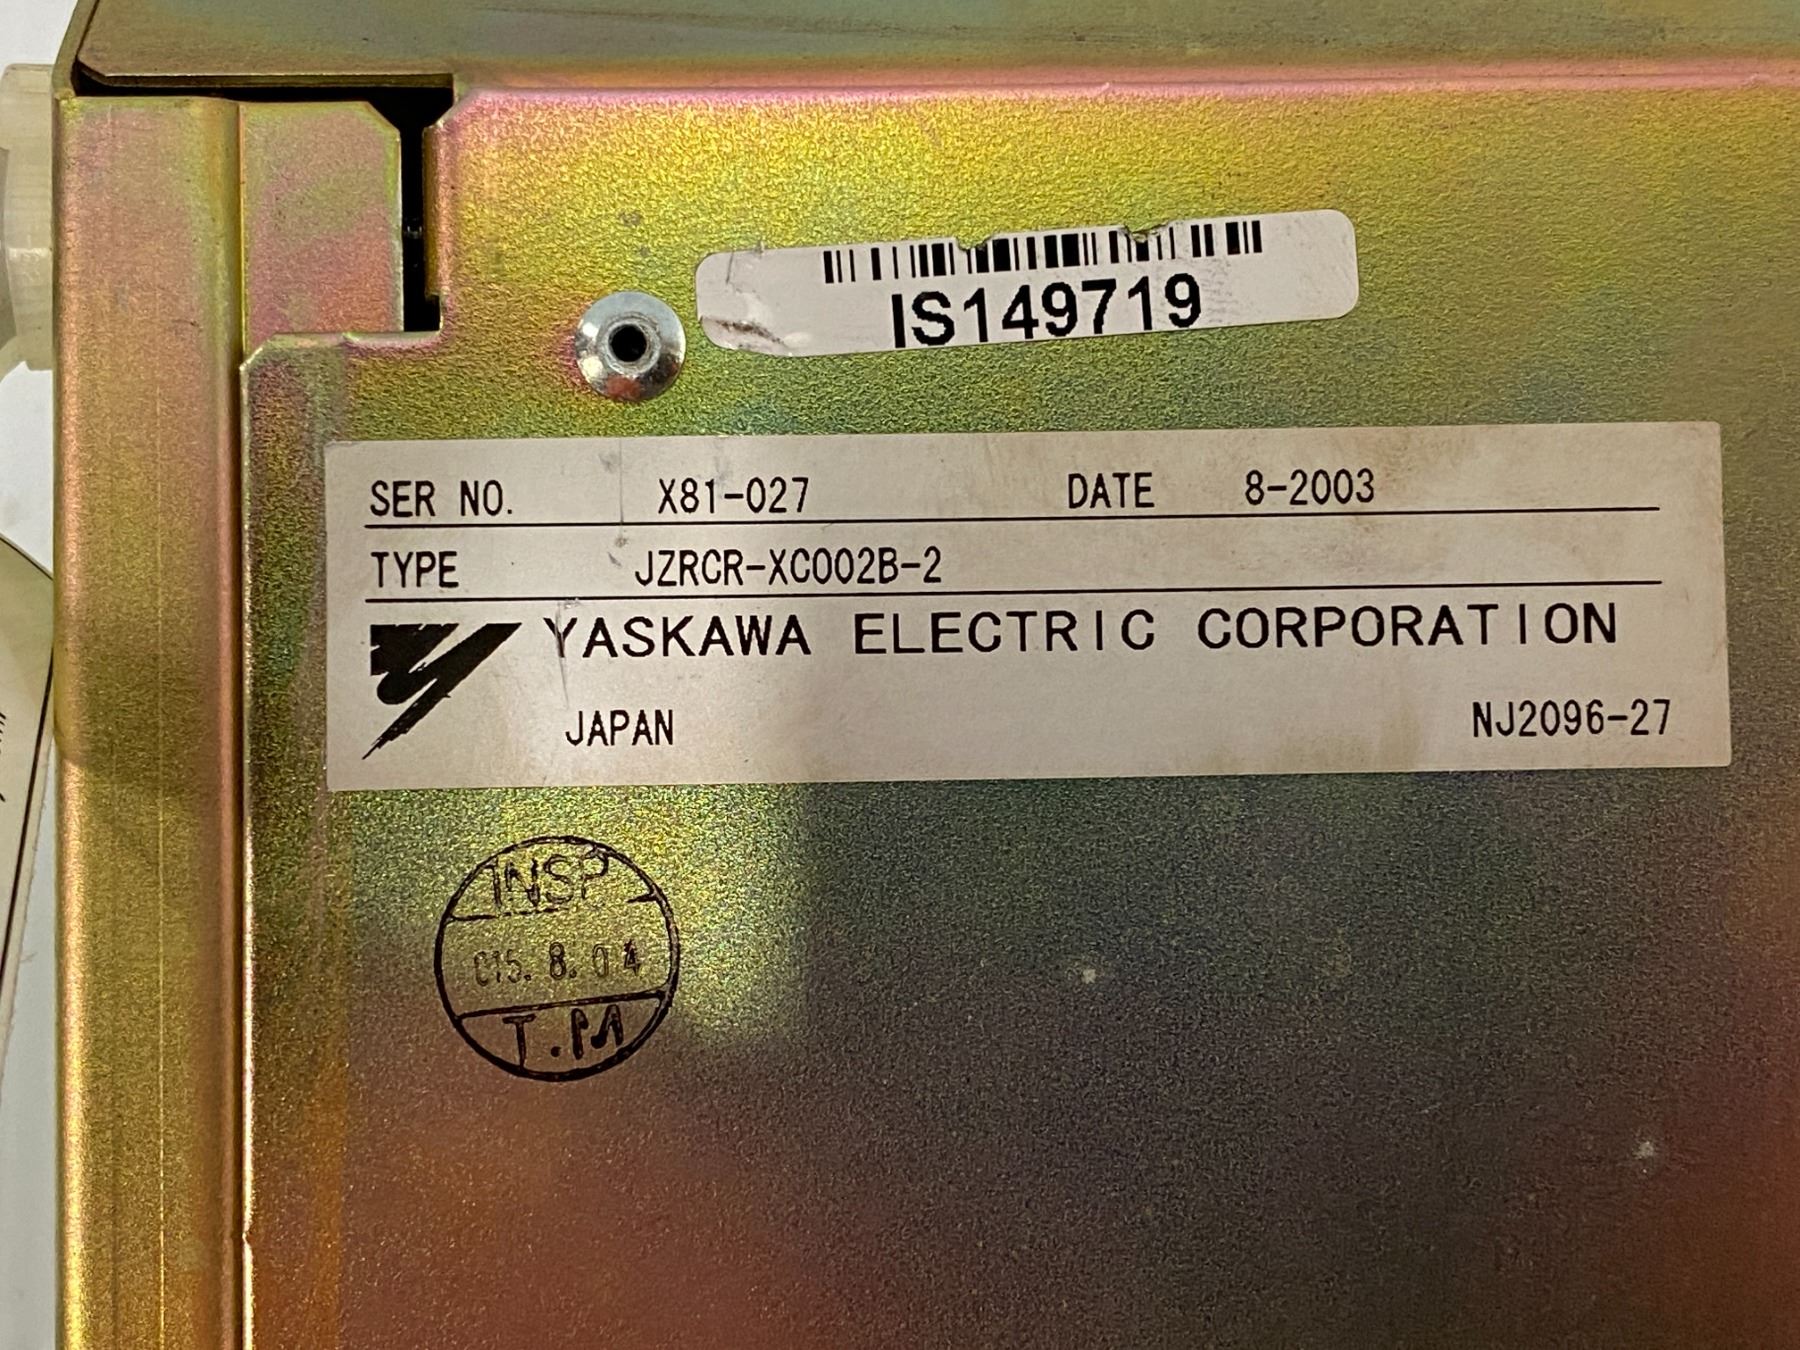 IS149719
SER NO. X81-027 DATE 8-2003
TYPE JZRCR-XC002B-2
YASKAWA ELECTRIC CORPORATION
JAPAN NJ2096-27
INSP
8.04
T.M